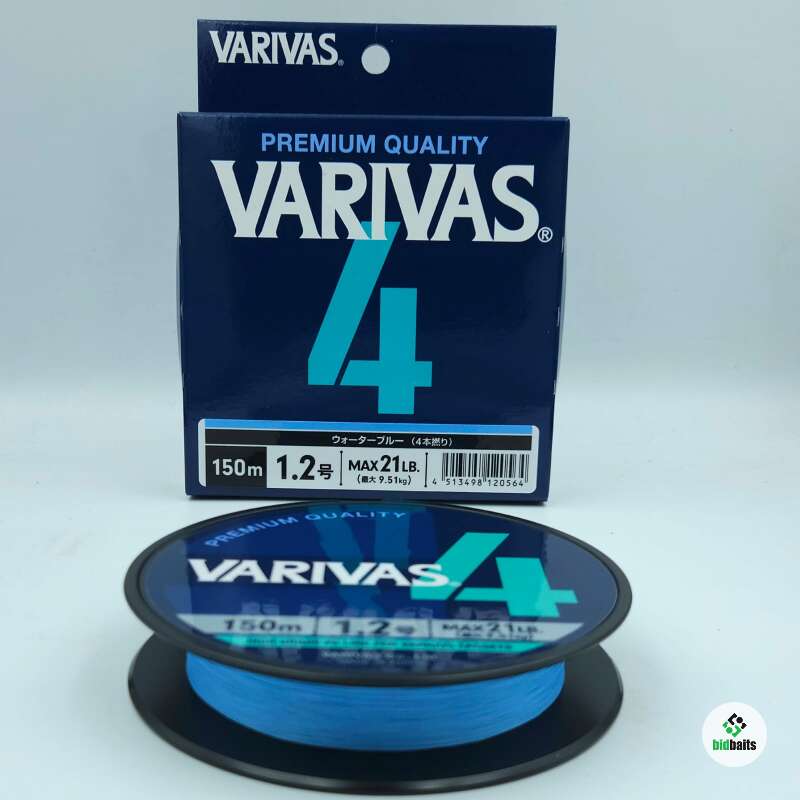 VARIVAS®
PREMIUM QUALITY
VARIVAS®
4
ウォーターブルー (4本撚り)
150m 1.2号 MAX21LB. (最大 9.51kg)
4 513498 120564
PREMIUM QUALITY
VARIVAS® 4
150m 1.2号 MAX21LB.
bidbaits